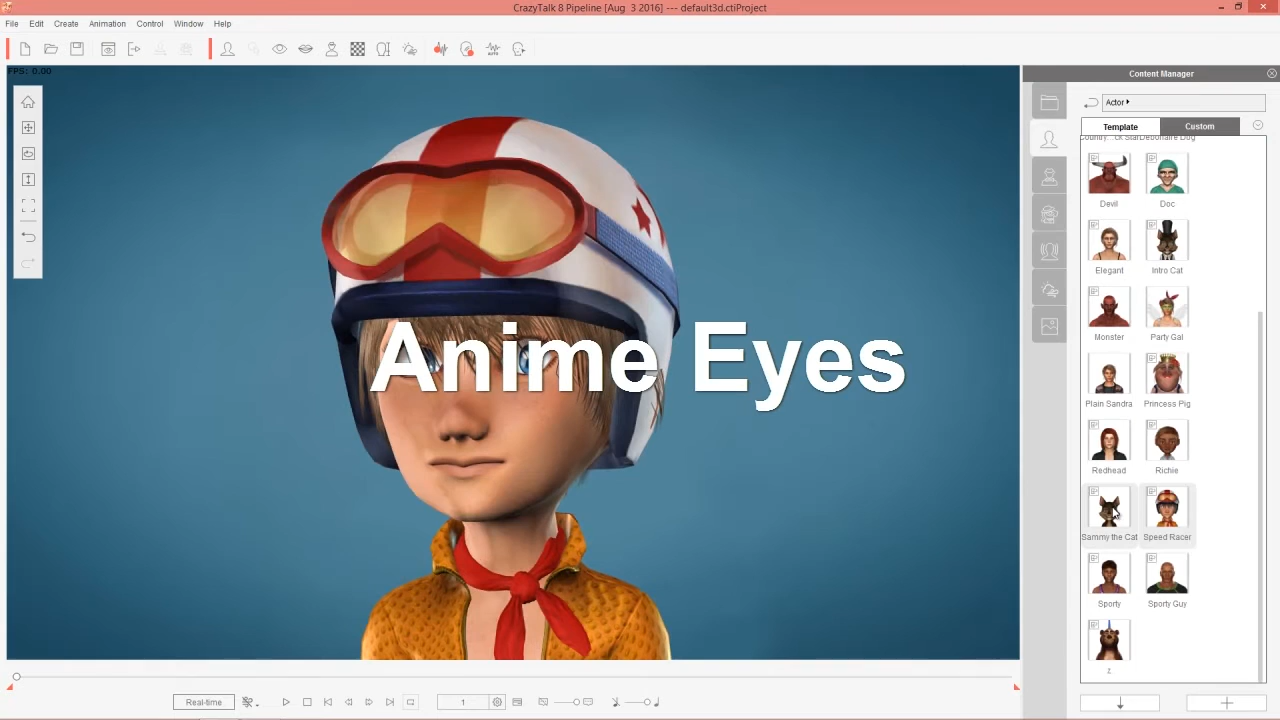 CrazyTalk 8 Pipeline [Aug 3 2016] --- default3d.ctiProject
File Edit Create Animation Control Window Help
FPS: 0.00
Content Manager
Actor
Template Custom
Devil Doc
Elegant Intro Cat
Monster Party Gal
Anime Eyes
Plain Sandra Princess Pig
Redhead Richie
Sammy the Cat Speed Racer
Sporty Sporty Guy
z
Real-time 1